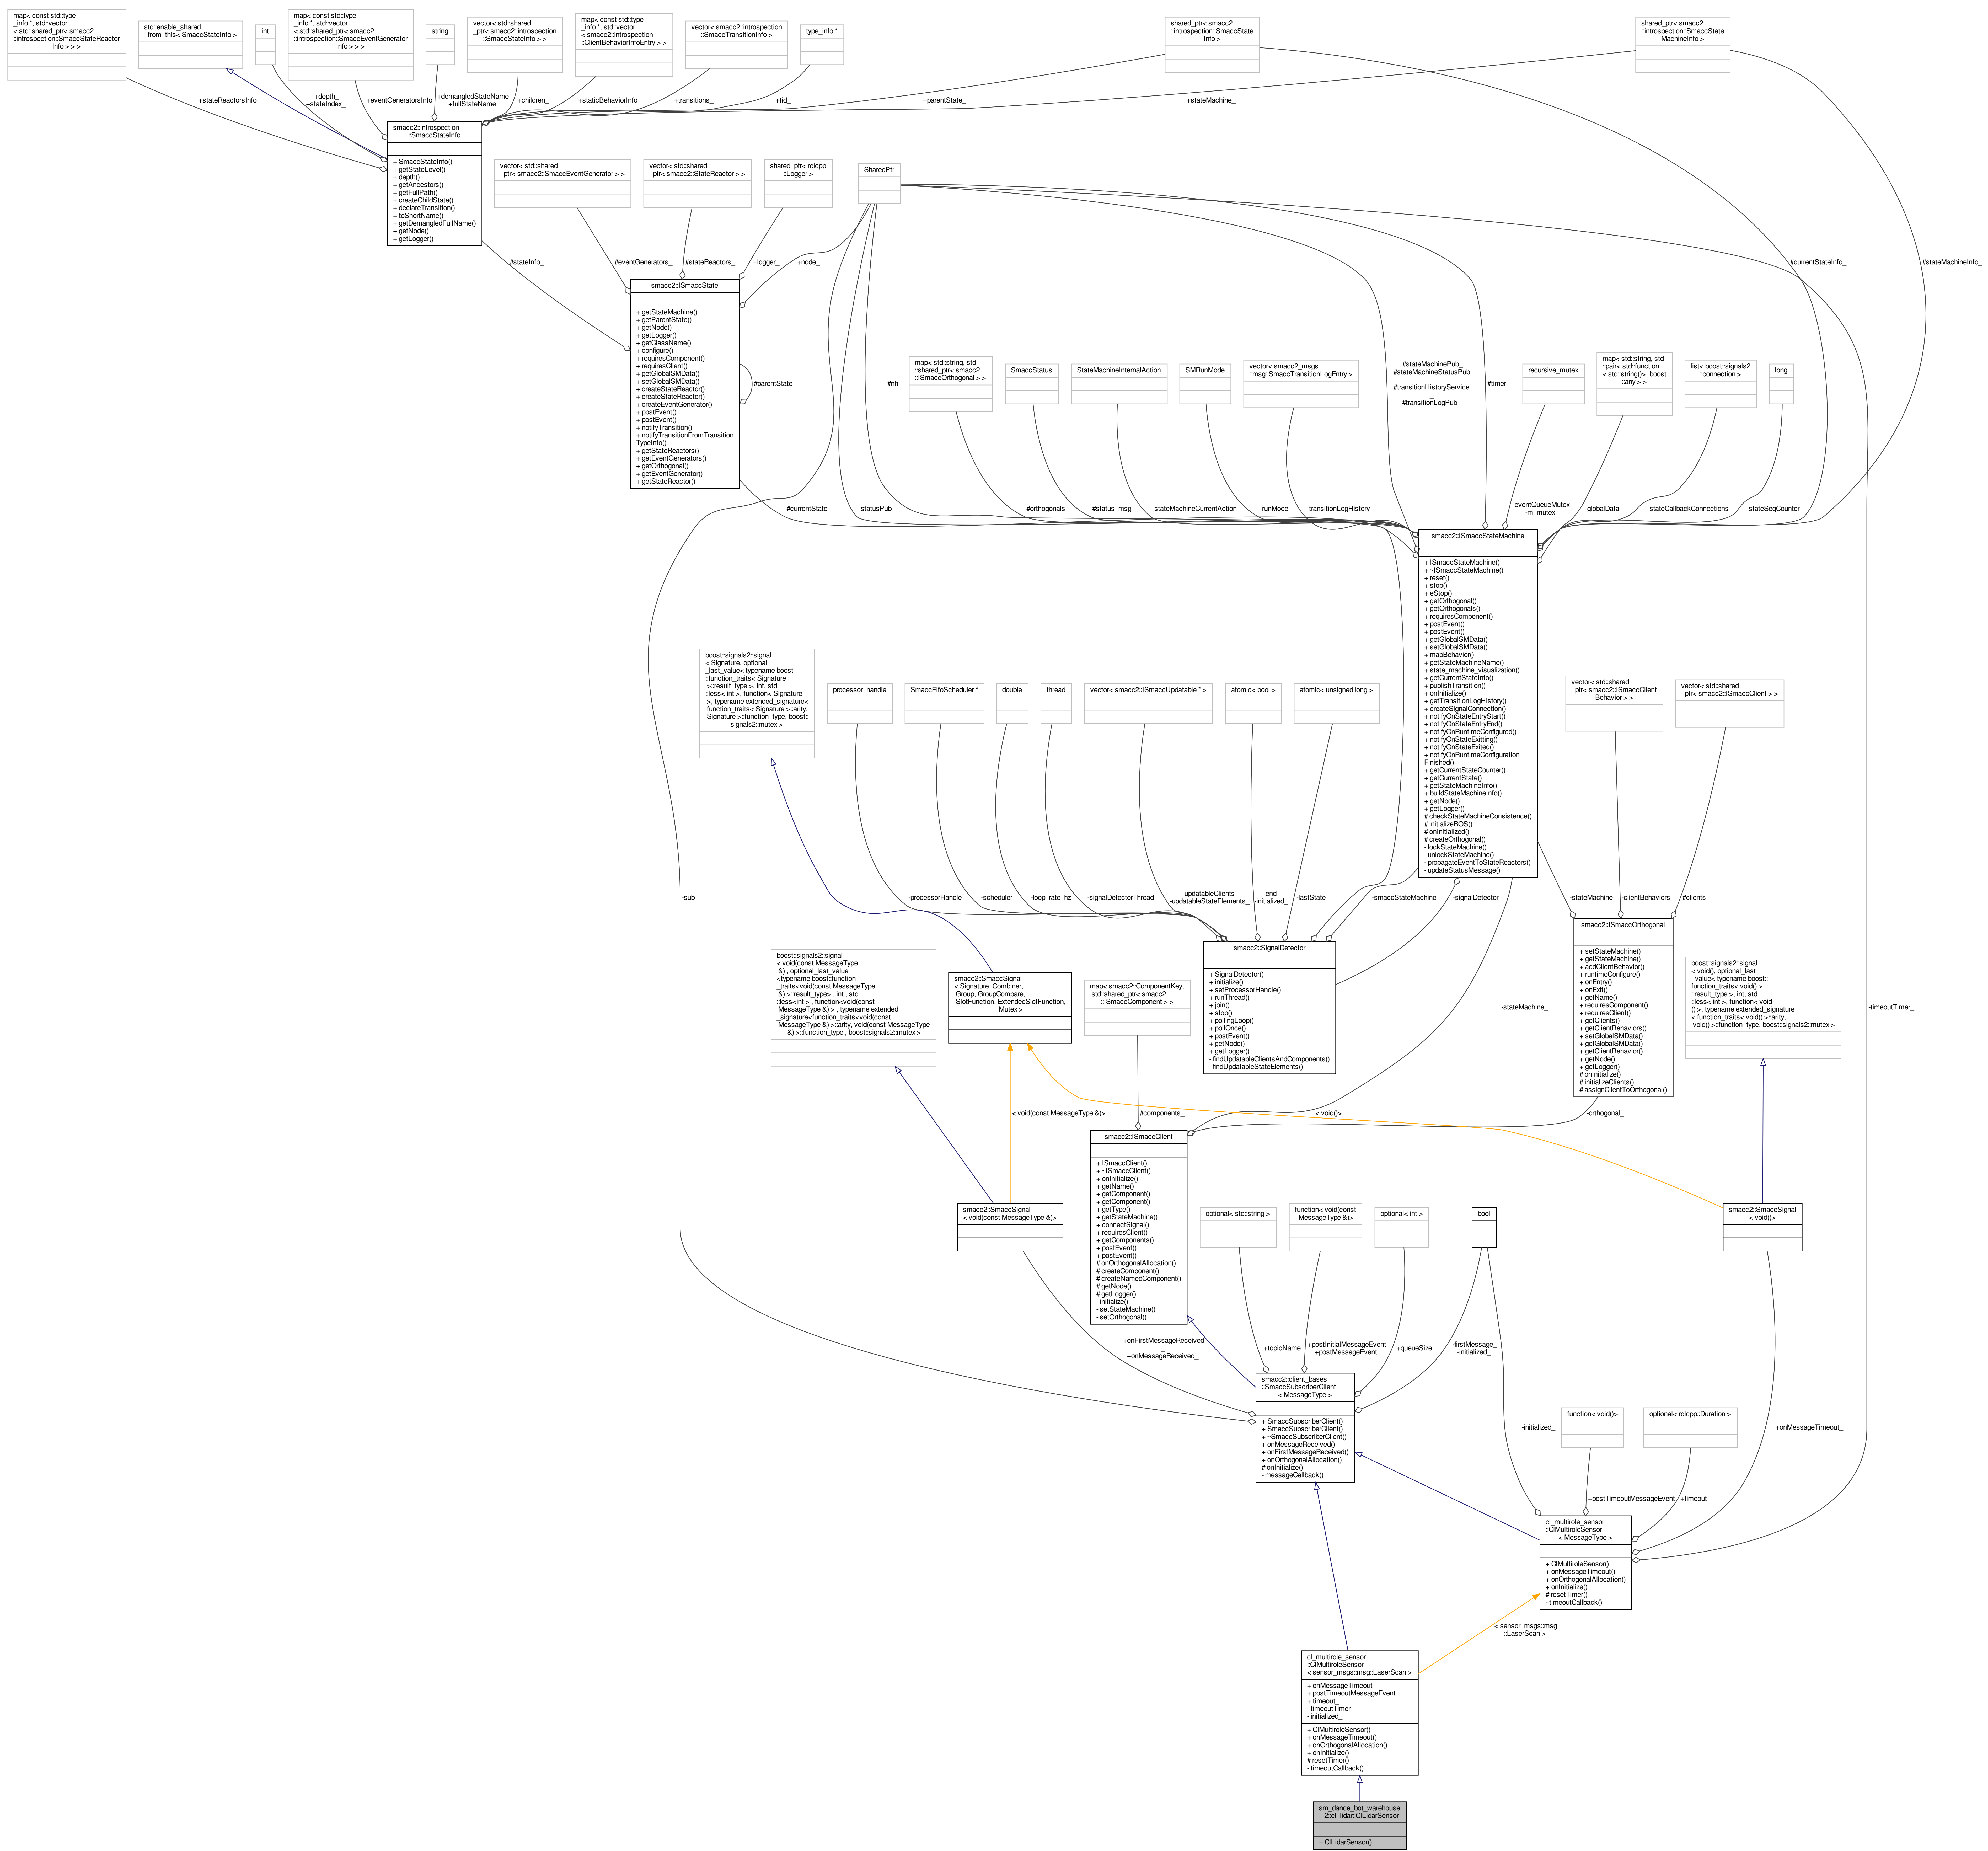 map< const std::type
_info *, std::vector
< std::shared_ptr< smacc2
::introspection::SmaccStateReactor
Info > > >
std::enable_shared
_from_this< SmaccStateInfo >
int
map< const std::type
_info *, std::vector
< std::shared_ptr< smacc2
::introspection::SmaccEventGenerator
Info > > >
string
vector< std::shared
_ptr< smacc2::introspection
::SmaccStateInfo > >
map< const std::type
_info *, std::vector
< smacc2::introspection
::ClientBehaviorInfoEntry > >
vector< smacc2::introspection
::SmaccTransitionInfo >
type_info *
shared_ptr< smacc2
::introspection::SmaccState
Info >
shared_ptr< smacc2
::introspection::SmaccState
MachineInfo >
+stateReactorsInfo
+depth_
+stateIndex_
+eventGeneratorsInfo
+demangledStateName
+fullStateName
+children_
+staticBehaviorInfo
+transitions_
+tid_
+parentState_
+stateMachine_
smacc2::introspection
::SmaccStateInfo
+ SmaccStateInfo()
+ getStateLevel()
+ depth()
+ getAncestors()
+ getFullPath()
+ createChildState()
+ declareTransition()
+ toShortName()
+ getDemangledFullName()
+ getNode()
+ getLogger()
vector< std::shared
_ptr< smacc2::SmaccEventGenerator > >
vector< std::shared
_ptr< smacc2::StateReactor > >
shared_ptr< rclcpp
::Logger >
SharedPtr
#stateInfo_
#eventGenerators_
#stateReactors_
+logger_
+node_
#currentStateInfo_
#stateMachineInfo_
smacc2::ISmaccState
+ getStateMachine()
+ getParentState()
+ getNode()
+ getLogger()
+ getClassName()
+ configure()
+ requiresComponent()
+ requiresClient()
+ getGlobalSMData()
+ setGlobalSMData()
+ createStateReactor()
+ createStateReactor()
+ createEventGenerator()
+ postEvent()
+ postEvent()
+ notifyTransition()
+ notifyTransitionFromTransition
TypeInfo()
+ getStateReactors()
+ getEventGenerators()
+ getOrthogonal()
+ getEventGenerator()
+ getStateReactor()
#parentState_
#nh_
map< std::string, std
::shared_ptr< smacc2
::ISmaccOrthogonal > >
SmaccStatus
StateMachineInternalAction
SMRunMode
vector< smacc2_msgs
::msg::SmaccTransitionLogEntry >
#stateMachinePub_
#stateMachineStatusPub
_
#transitionHistoryService
_
#transitionLogPub_
#timer_
recursive_mutex
map< std::string, std
::pair< std::function
< std::string()>, boost
::any > >
list< boost::signals2
::connection >
long
#currentState_
-statusPub_
#orthogonals_
#status_msg_
-stateMachineCurrentAction
-runMode_
-transitionLogHistory_
-eventQueueMutex_
-m_mutex_
-globalData_
-stateCallbackConnections
-stateSeqCounter_
smacc2::ISmaccStateMachine
+ ISmaccStateMachine()
+ ~ISmaccStateMachine()
+ reset()
+ stop()
+ eStop()
+ getOrthogonal()
+ getOrthogonals()
+ requiresComponent()
+ postEvent()
+ postEvent()
+ getGlobalSMData()
+ setGlobalSMData()
+ mapBehavior()
+ getStateMachineName()
+ state_machine_visualization()
+ getCurrentStateInfo()
+ publishTransition()
+ onInitialize()
+ getTransitionLogHistory()
+ createSignalConnection()
+ notifyOnStateEntryStart()
+ notifyOnStateEntryEnd()
+ notifyOnRuntimeConfigured()
+ notifyOnStateExitting()
+ notifyOnStateExited()
+ notifyOnRuntimeConfiguration
Finished()
+ getCurrentStateCounter()
+ getCurrentState()
+ getStateMachineInfo()
+ buildStateMachineInfo()
+ getNode()
+ getLogger()
# checkStateMachineConsistence()
# initializeROS()
# onInitialized()
# createOrthogonal()
- lockStateMachine()
- unlockStateMachine()
- propagateEventToStateReactors()
- updateStatusMessage()
boost::signals2::signal
< Signature, optional
_last_value< typename boost
::function_traits< Signature
>::result_type >, int, std
::less< int >, function< Signature
>, typename extended_signature<
function_traits< Signature >::arity,
Signature >::function_type, boost::
signals2::mutex >
processor_handle
SmaccFifoScheduler *
double
thread
vector< smacc2::ISmaccUpdatable * >
atomic< bool >
atomic< unsigned long >
vector< std::shared
_ptr< smacc2::ISmaccClient
Behavior > >
vector< std::shared
_ptr< smacc2::ISmaccClient > >
-sub_
-processorHandle_
-scheduler_
-loop_rate_hz
-signalDetectorThread_
-updatableClients_
-updatableStateElements_
-end_
-initialized_
-lastState_
-smaccStateMachine_
-signalDetector_
-stateMachine_
-clientBehaviors_
#clients_
smacc2::SignalDetector
+ SignalDetector()
+ initialize()
+ setProcessorHandle()
+ runThread()
+ join()
+ stop()
+ pollingLoop()
+ pollOnce()
+ postEvent()
+ getNode()
+ getLogger()
- findUpdatableClientsAndComponents()
- findUpdatableStateElements()
smacc2::ISmaccOrthogonal
+ setStateMachine()
+ getStateMachine()
+ addClientBehavior()
+ runtimeConfigure()
+ onEntry()
+ onExit()
+ getName()
+ requiresComponent()
+ requiresClient()
+ getClients()
+ getClientBehaviors()
+ setGlobalSMData()
+ getGlobalSMData()
+ getClientBehavior()
+ getNode()
+ getLogger()
# onInitialize()
# initializeClients()
# assignClientToOrthogonal()
boost::signals2::signal
< void(const MessageType
&) , optional_last_value
<typename boost::function
_traits<void(const MessageType
&) >::result_type> , int , std
::less<int > , function<void(const
MessageType &) > , typename extended
_signature<function_traits<void(const
MessageType &) >::arity, void(const MessageType
&) >::function_type , boost::signals2::mutex >
smacc2::SmaccSignal
< Signature, Combiner,
Group, GroupCompare,
SlotFunction, ExtendedSlotFunction,
Mutex >
map< smacc2::ComponentKey,
std::shared_ptr< smacc2
::ISmaccComponent > >
boost::signals2::signal
< void(), optional_last
_value< typename boost::
function_traits< void() >
::result_type >, int, std
::less< int >, function< void
() >, typename extended_signature
< function_traits< void() >::arity,
void() >::function_type, boost::signals2::mutex >
-stateMachine_
-timeoutTimer_
< void(const MessageType &)>
#components_
< void()>
-orthogonal_
smacc2::ISmaccClient
+ ISmaccClient()
+ ~ISmaccClient()
+ onInitialize()
+ getName()
+ getComponent()
+ getComponent()
+ getType()
+ getStateMachine()
+ connectSignal()
+ requiresClient()
+ getComponents()
+ postEvent()
+ postEvent()
# onOrthogonalAllocation()
# createComponent()
# createNamedComponent()
# getNode()
# getLogger()
- initialize()
- setStateMachine()
- setOrthogonal()
smacc2::SmaccSignal
< void(const MessageType &)>
optional< std::string >
function< void(const
MessageType &)>
optional< int >
bool
smacc2::SmaccSignal
< void()>
+onFirstMessageReceived
_
+onMessageReceived_
+topicName
+postInitialMessageEvent
+postMessageEvent
+queueSize
-firstMessage_
-initialized_
smacc2::client_bases
::SmaccSubscriberClient
< MessageType >
+ SmaccSubscriberClient()
+ SmaccSubscriberClient()
+ ~SmaccSubscriberClient()
+ onMessageReceived()
+ onFirstMessageReceived()
+ onOrthogonalAllocation()
# onInitialize()
- messageCallback()
function< void()>
optional< rclcpp::Duration >
-initialized_
+onMessageTimeout_
+postTimeoutMessageEvent
+timeout_
cl_multirole_sensor
::ClMultiroleSensor
< MessageType >
+ ClMultiroleSensor()
+ onMessageTimeout()
+ onOrthogonalAllocation()
+ onInitialize()
# resetTimer()
- timeoutCallback()
< sensor_msgs::msg
::LaserScan >
cl_multirole_sensor
::ClMultiroleSensor
< sensor_msgs::msg::LaserScan >
+ onMessageTimeout_
+ postTimeoutMessageEvent
+ timeout_
- timeoutTimer_
- initialized_
+ ClMultiroleSensor()
+ onMessageTimeout()
+ onOrthogonalAllocation()
+ onInitialize()
# resetTimer()
- timeoutCallback()
sm_dance_bot_warehouse
_2::cl_lidar::ClLidarSensor
+ ClLidarSensor()